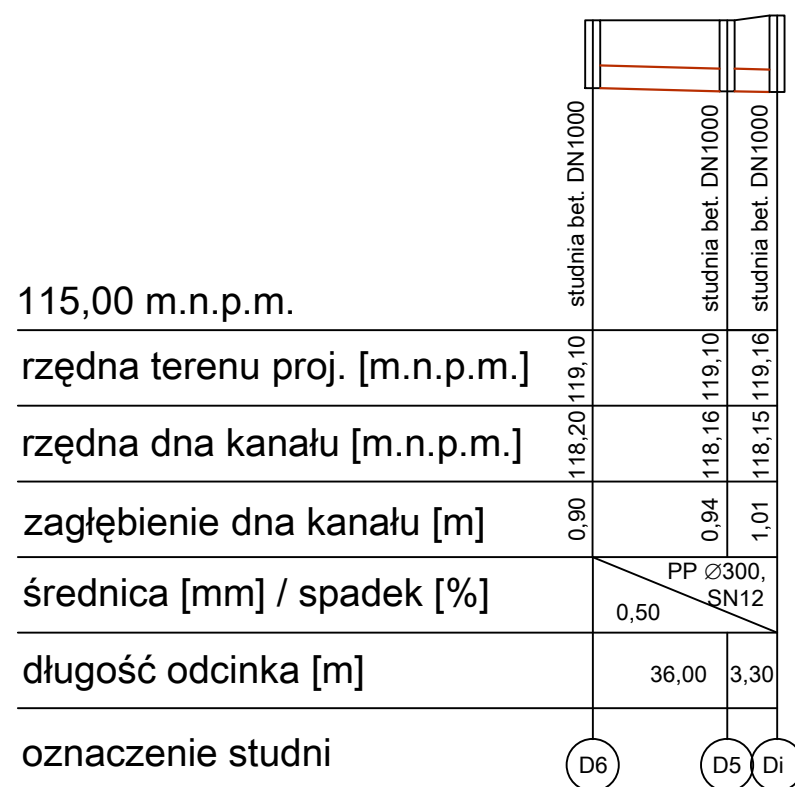 studnia bet. DN1000
studnia bet. DN1000
studnia bet. DN1000
115,00 m.n.p.m.
rzędna terenu proj. [m.n.p.m.]
119,10
119,10
119,16
rzędna dna kanału [m.n.p.m.]
118,20
118,16
118,15
zagłębienie dna kanału [m]
0,90
0,94
1,01
średnica [mm] / spadek [%]
PP ∅300,
SN12
0,50
długość odcinka [m]
36,00
3,30
oznaczenie studni
D6
D5
Di